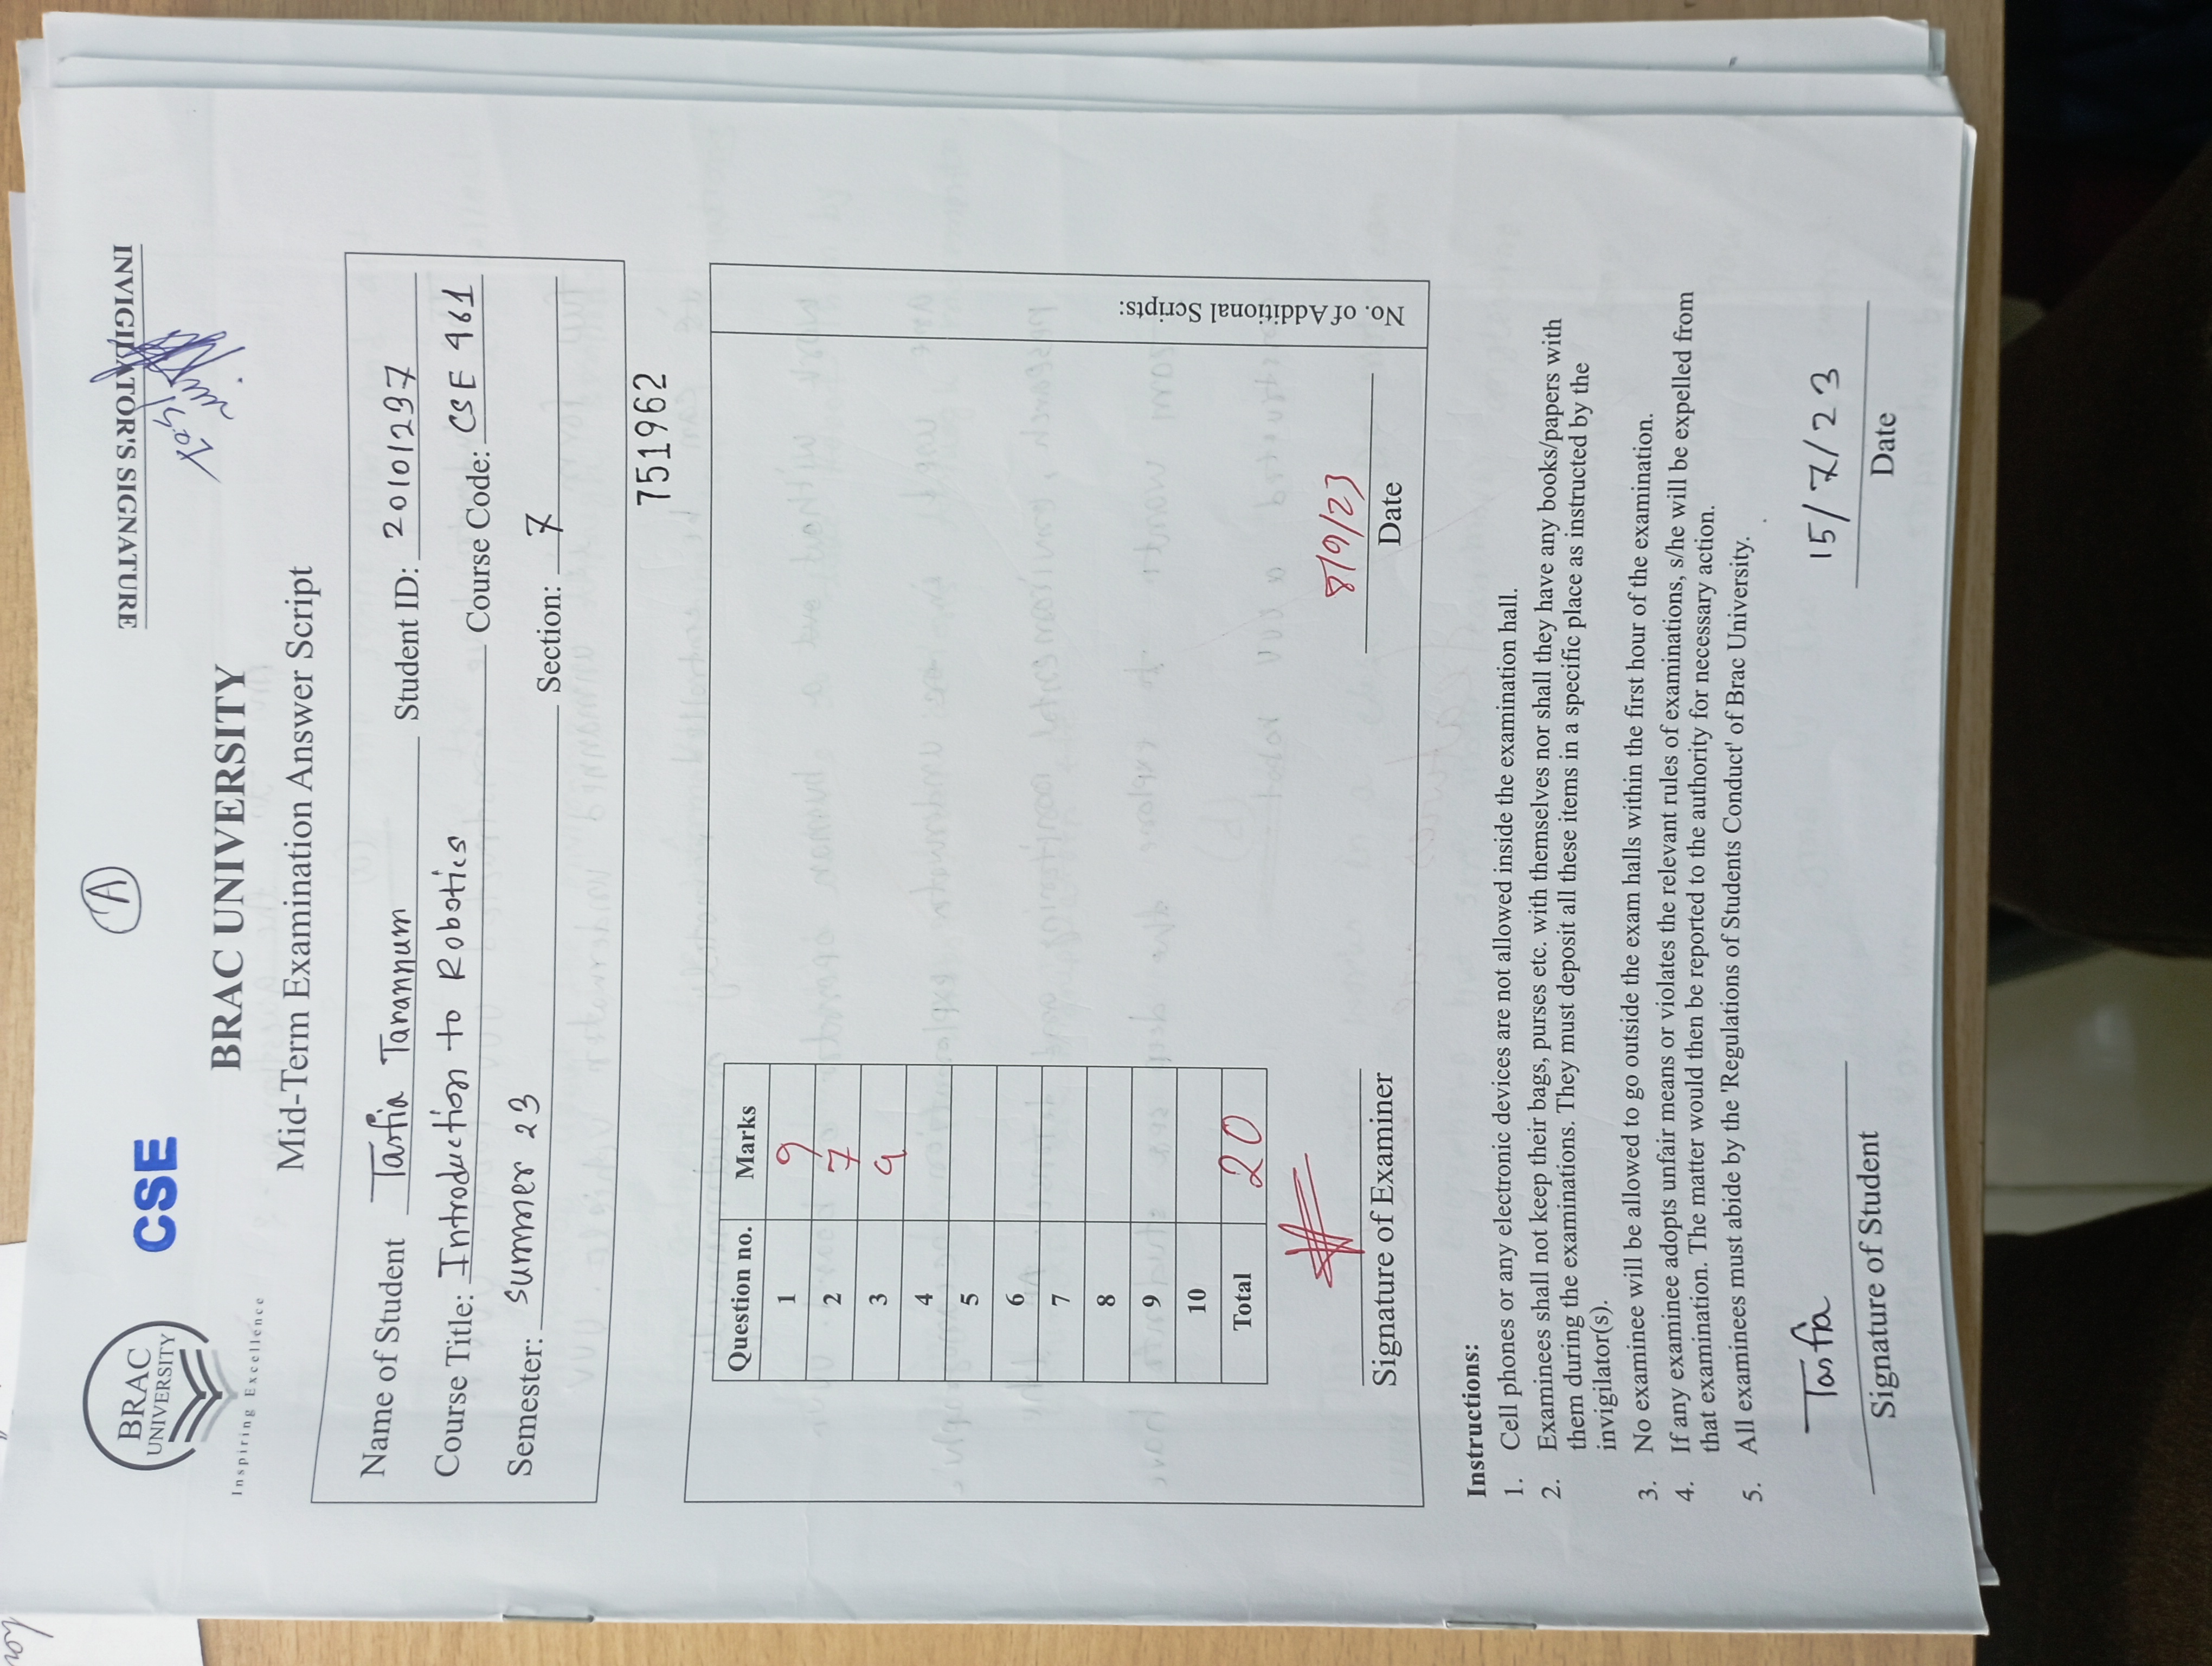 BRAC
UNIVERSITY
Inspiring Excellence
CSE
A
INVIGILATOR'S SIGNATURE
BRAC UNIVERSITY
Mid-Term Examination Answer Script
Name of Student Tasfia Tarannum Student ID: 20101237
Course Title: Introduction to Robotics Course Code: CSE 461
Semester: Summer 23 Section: 7
751962
Question no. Marks
1 9
2 7
3 9
4
5
6
7
8
9
10
Total 20
Signature of Examiner
8/9/23
Date
No. of Additional Scripts:
Instructions:
1. Cell phones or any electronic devices are not allowed inside the examination hall.
2. Examinees shall not keep their bags, purses etc. with themselves nor shall they have any books/papers with
them during the examinations. They must deposit all these items in a specific place as instructed by the
invigilator(s).
3. No examinee will be allowed to go outside the exam halls within the first hour of the examination.
4. If any examinee adopts unfair means or violates the relevant rules of examinations, s/he will be expelled from
that examination. The matter would then be reported to the authority for necessary action.
5. All examinees must abide by the 'Regulations of Students Conduct' of Brac University.
Tasfia
Signature of Student
15/7/23
Date